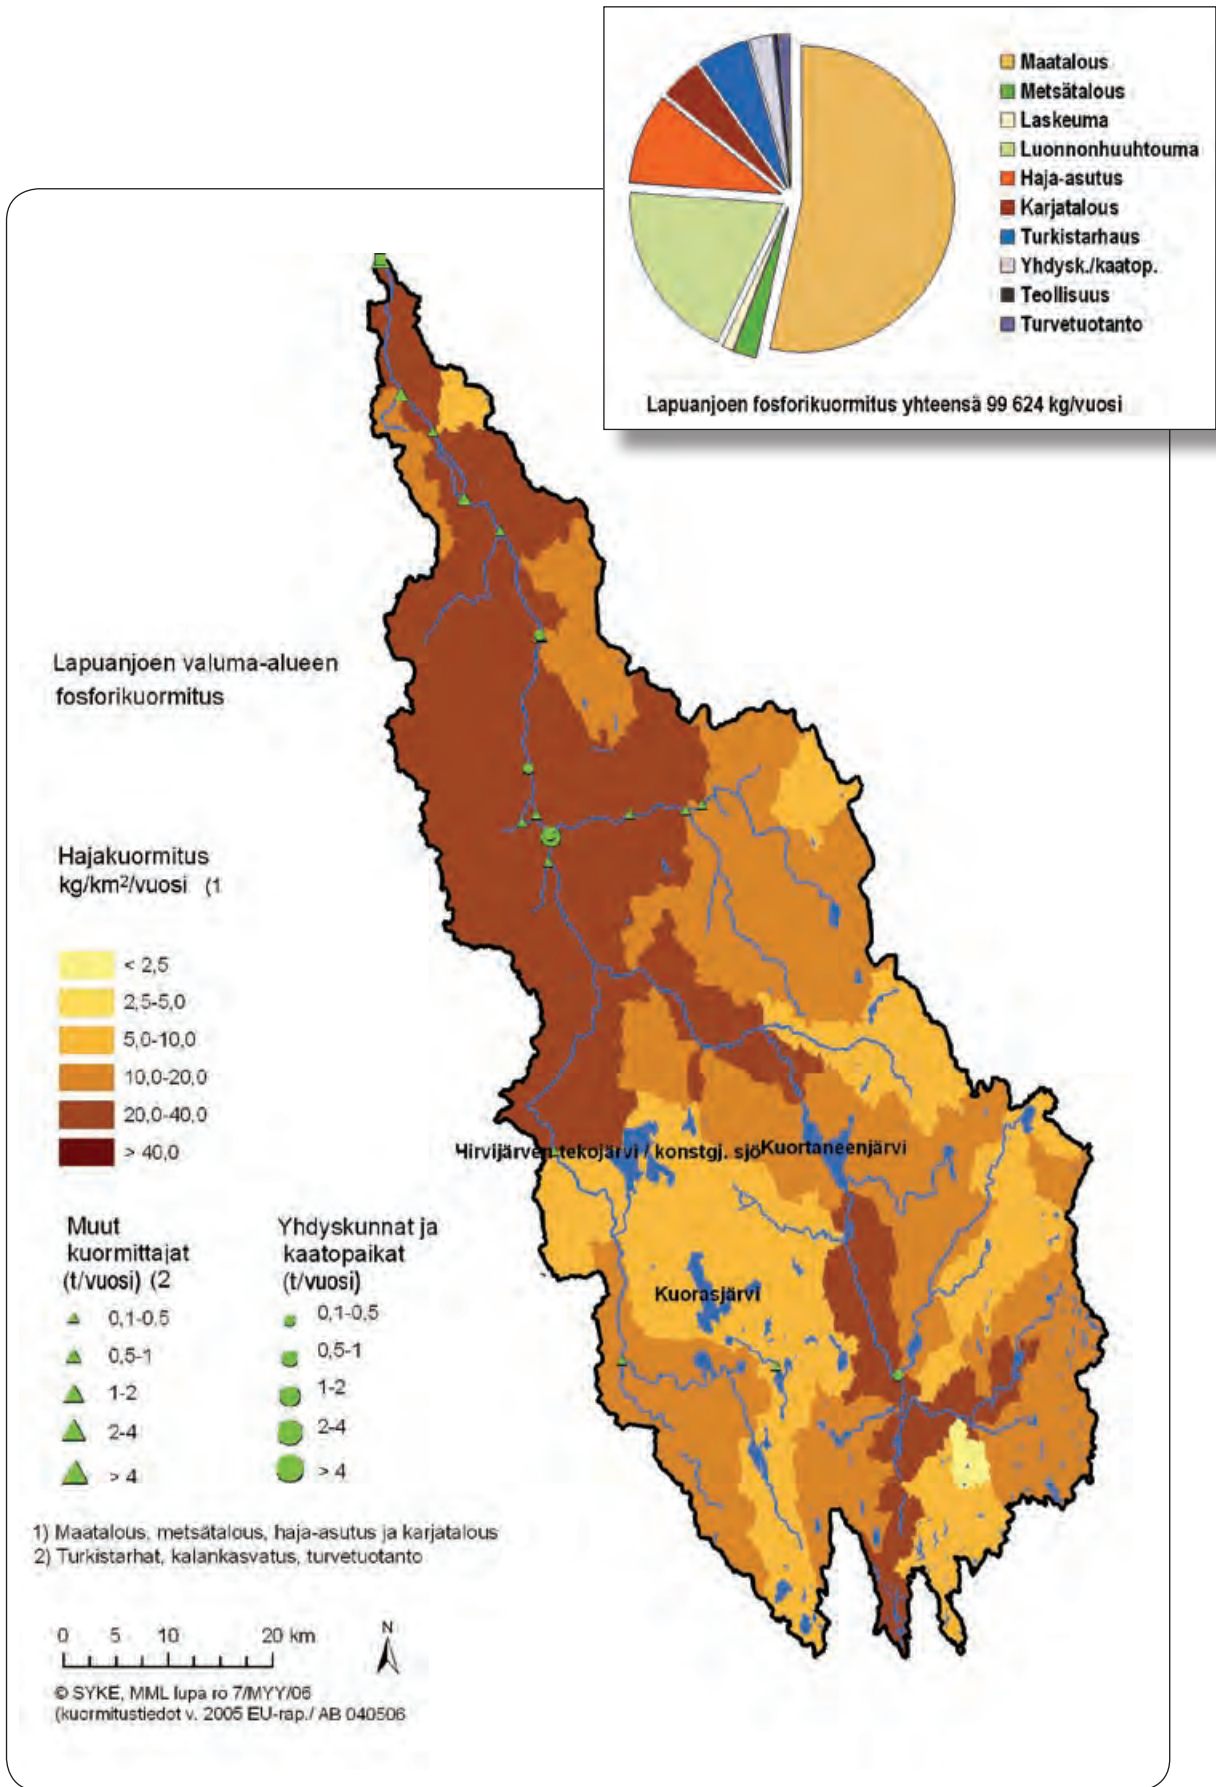 Maatalous
Metsätalous
Laskeuma
Luonnonhuuhtouma
Haja-asutus
Karjatalous
Turkistarhaus
Yhdysk./kaatop.
Teollisuus
Turvetuotanto
Lapuanjoen fosforikuormitus yhteensä 99 624 kg/vuosi
Lapuanjoen valuma-alueen
fosforikuormitus
Hajakuormitus
kg/km²/vuosi (1
< 2,5
2,5-5,0
5,0-10,0
10,0-20,0
20,0-40,0
> 40,0
Hirvijärven tekojärvi / konstgj. sjö
Kuortaneenjärvi
Kuorasjärvi
Muut
kuormittajat
(t/vuosi) (2
0,1-0,5
0,5-1
1-2
2-4
> 4
Yhdyskunnat ja
kaatopaikat
(t/vuosi)
0,1-0,5
0,5-1
1-2
2-4
> 4
1) Maatalous, metsätalous, haja-asutus ja karjatalous
2) Turkistarhat, kalankasvatus, turvetuotanto
0 5 10 20 km
N
© SYKE, MML lupa ro 7/MYY/06
(kuormitustiedot v. 2005 EU-rap./ AB 040506